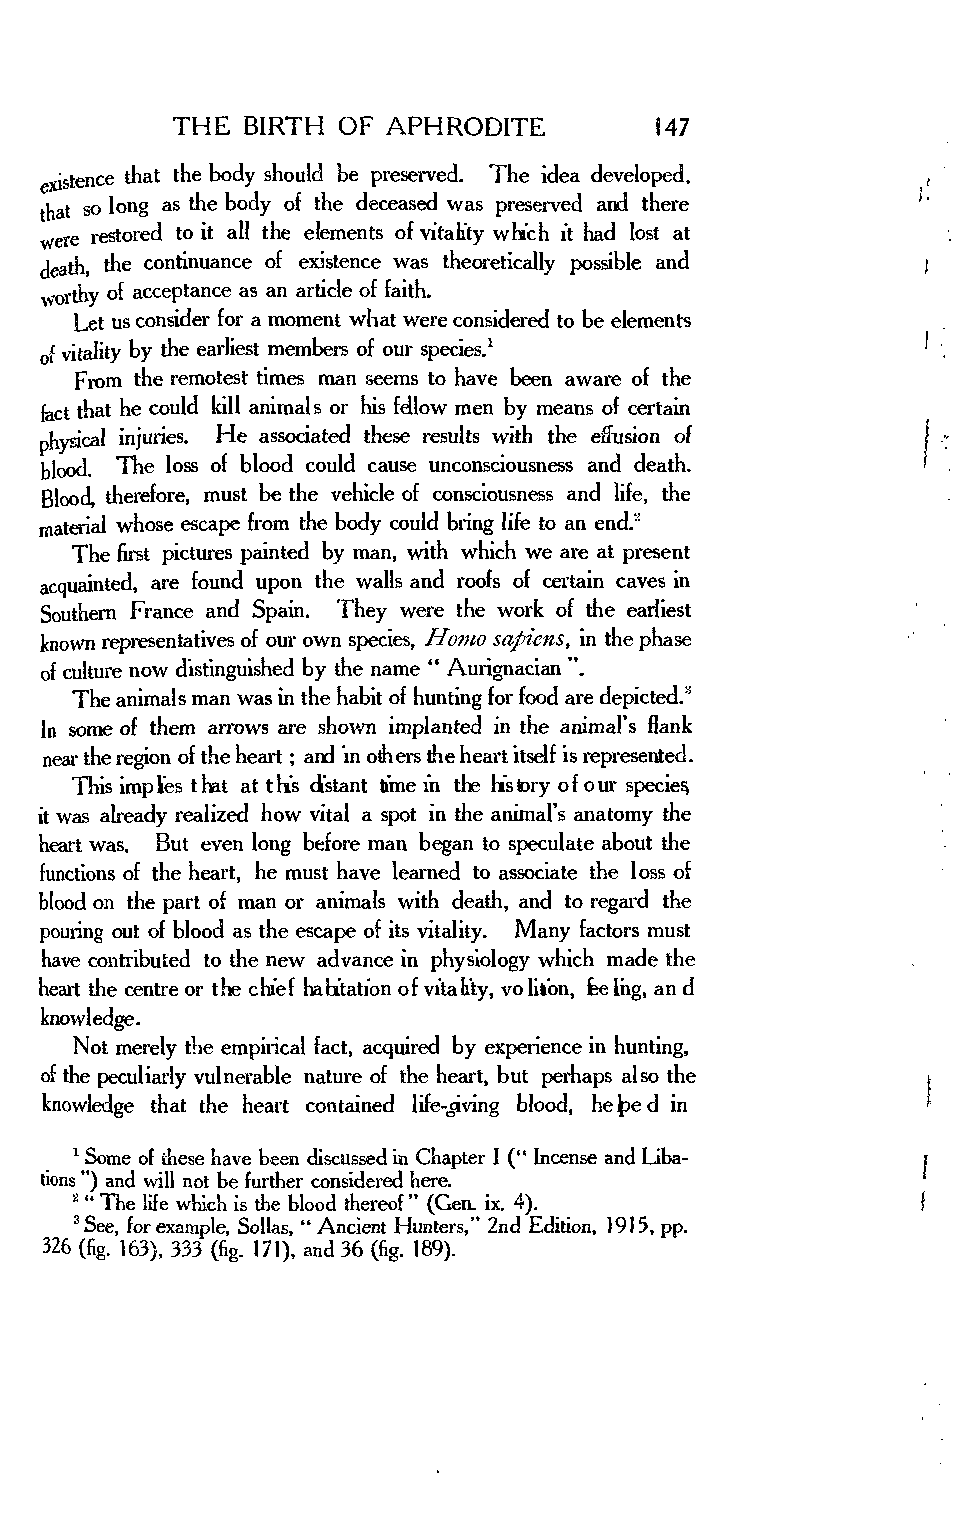 THE BIRTH OF APHRODITE 147
existence that the body should be preserved. The idea developed,
that so long as the body of the deceased was preserved and there
were restored to it all the elements of vitality which it had lost at
death, the continuance of existence was theoretically possible and
worthy of acceptance as an article of faith.
Let us consider for a moment what were considered to be elements
of vitality by the earliest members of our species.¹
From the remotest times man seems to have been aware of the
fact that he could kill animals or his fellow men by means of certain
physical injuries. He associated these results with the effusion of
blood. The loss of blood could cause unconsciousness and death.
Blood, therefore, must be the vehicle of consciousness and life, the
material whose escape from the body could bring life to an end.²
The first pictures painted by man, with which we are at present
acquainted, are found upon the walls and roofs of certain caves in
Southern France and Spain. They were the work of the earliest
known representatives of our own species, Homo sapiens, in the phase
of culture now distinguished by the name “ Aurignacian ”.
The animals man was in the habit of hunting for food are depicted.³
In some of them arrows are shown implanted in the animal's flank
near the region of the heart ; and in others the heart itself is represented.
This implies that at this distant time in the history of our species,
it was already realized how vital a spot in the animal's anatomy the
heart was. But even long before man began to speculate about the
functions of the heart, he must have learned to associate the loss of
blood on the part of man or animals with death, and to regard the
pouring out of blood as the escape of its vitality. Many factors must
have contributed to the new advance in physiology which made the
heart the centre or the chief habitation of vitality, volition, feeling, and
knowledge.
Not merely the empirical fact, acquired by experience in hunting,
of the peculiarly vulnerable nature of the heart, but perhaps also the
knowledge that the heart contained life-giving blood, helped in
¹ Some of these have been discussed in Chapter I (“ Incense and Liba-
tions ”) and will not be further considered here.
² “ The life which is the blood thereof ” (Gen. ix. 4).
³ See, for example, Sollas, “ Ancient Hunters,” 2nd Edition, 1915, pp.
326 (fig. 163), 333 (fig. 171), and 36 (fig. 189).